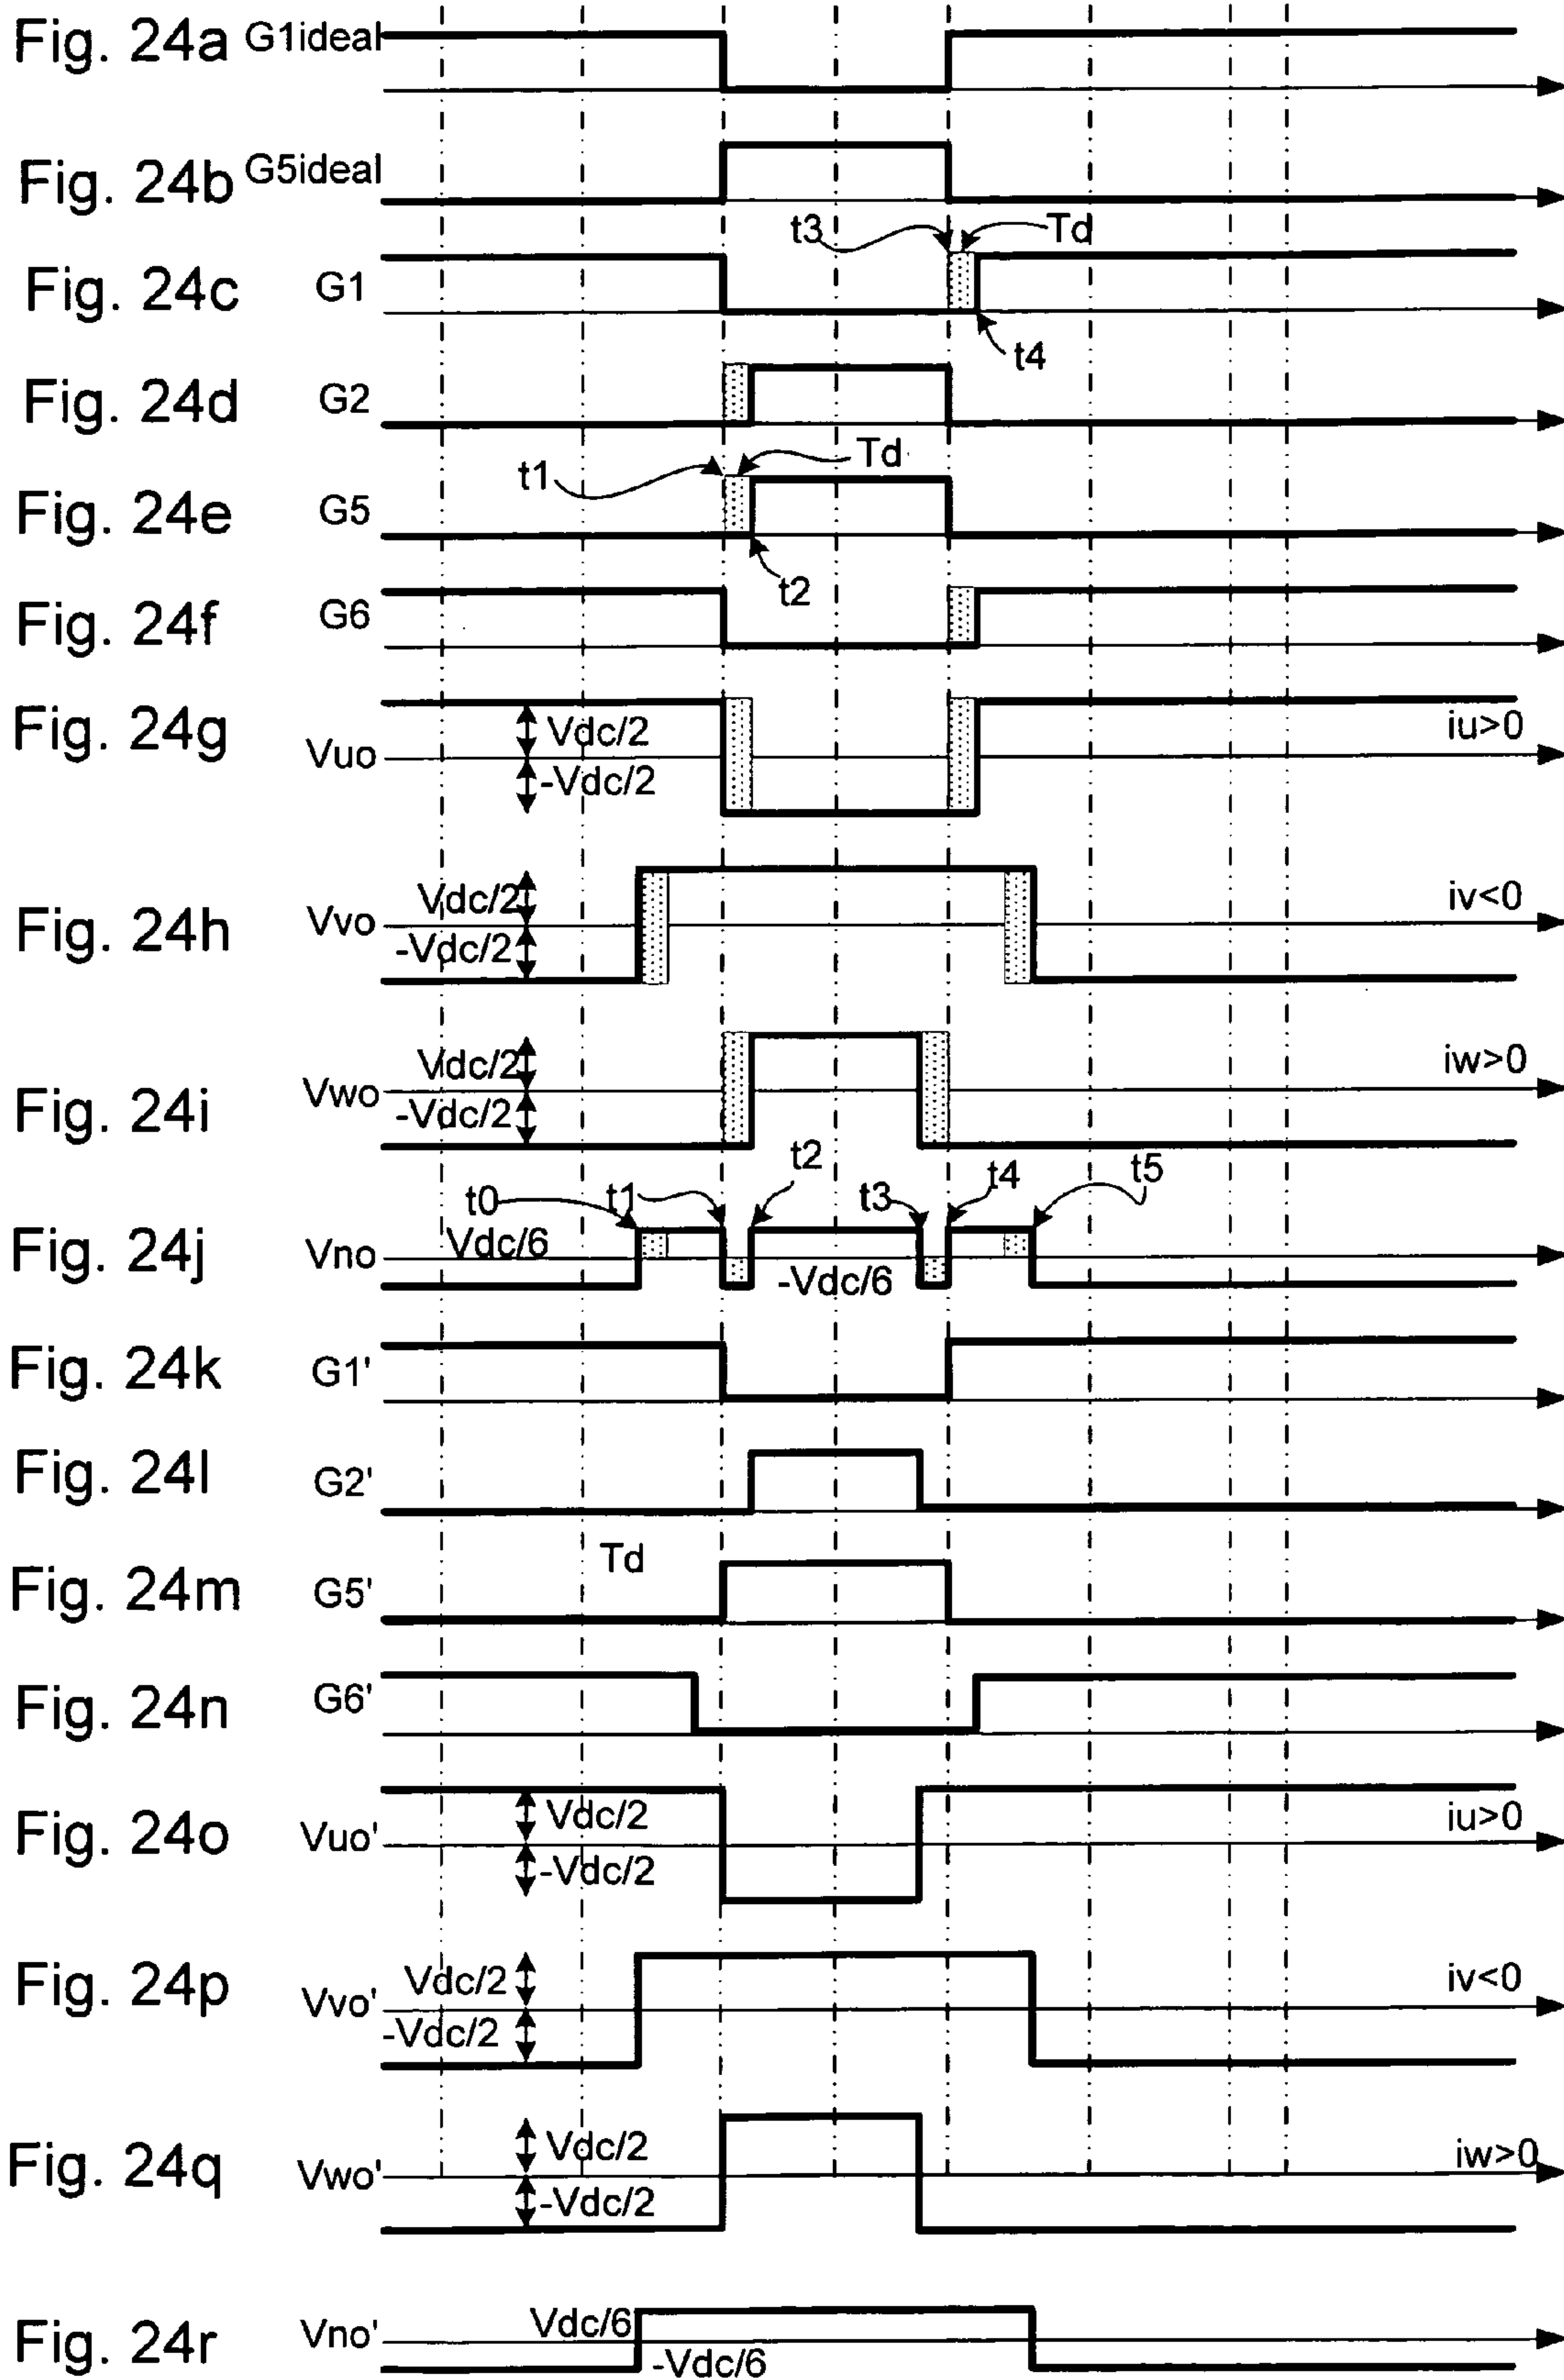 Fig. 24a G1ideal
Fig. 24b G5ideal
t3 Td
Fig. 24c G1
t4
Fig. 24d G2
t1 Td
Fig. 24e G5
t2
Fig. 24f G6
Fig. 24g Vuo Vdc/2 iu>0
-Vdc/2
Fig. 24h Vvo Vdc/2 iv<0
-Vdc/2
Fig. 24i Vwo Vdc/2 iw>0
-Vdc/2
t0 t1 t2 t3 t4 t5
Fig. 24j Vno Vdc/6
-Vdc/6
Fig. 24k G1'
Fig. 24l G2'
Td
Fig. 24m G5'
Fig. 24n G6'
Fig. 24o Vuo' Vdc/2 iu>0
-Vdc/2
Fig. 24p Vvo' Vdc/2 iv<0
-Vdc/2
Fig. 24q Vwo' Vdc/2 iw>0
-Vdc/2
Fig. 24r Vno' Vdc/6
-Vdc/6